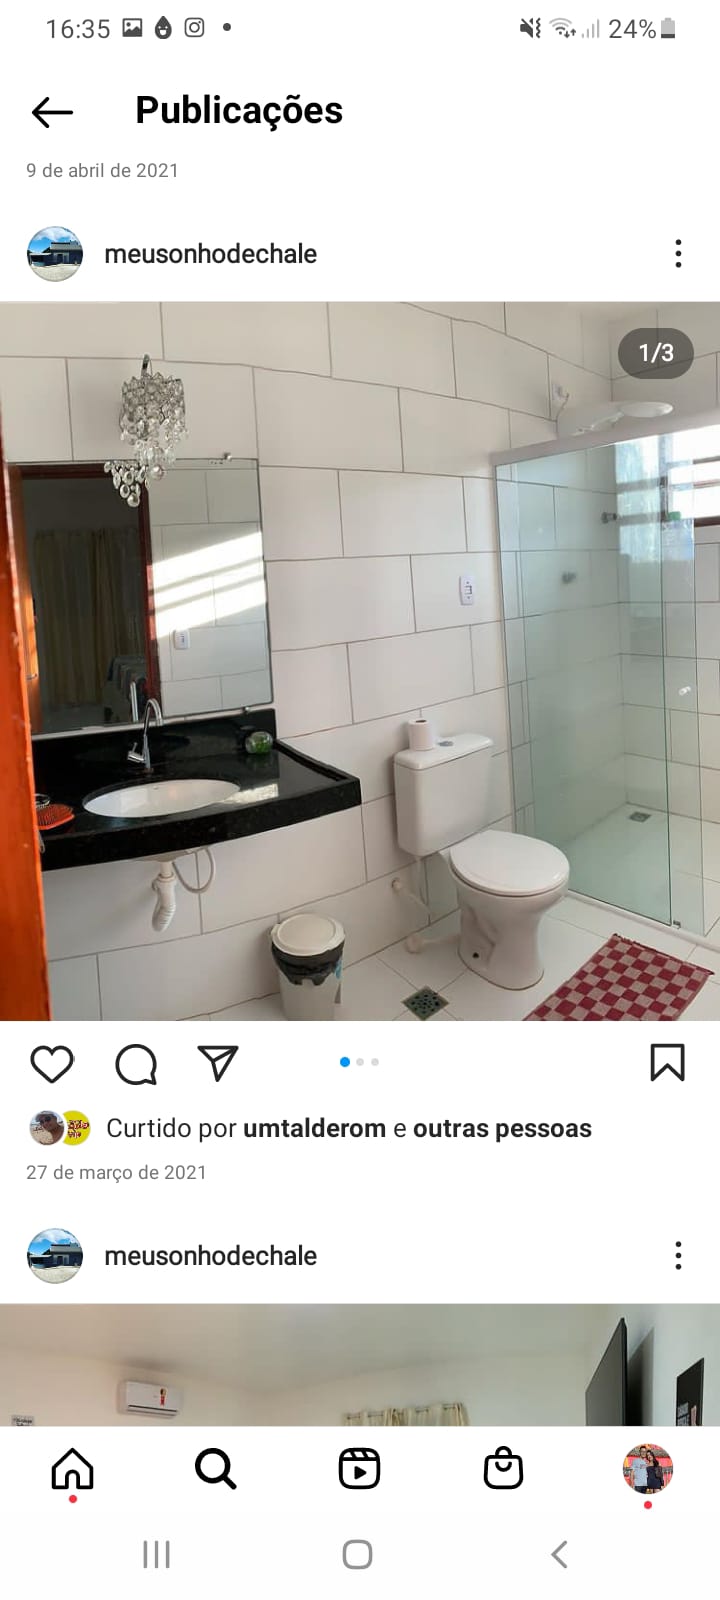 16:35
24%
Publicações
9 de abril de 2021
meusonhodechale
1/3
Curtido por umtalderom e outras pessoas
27 de março de 2021
meusonhodechale